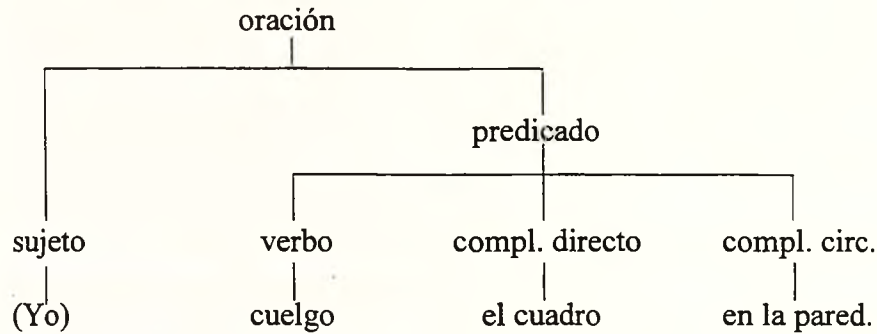 oración
predicado
sujeto verbo compl. directo compl. circ.
(Yo) cuelgo el cuadro en la pared.